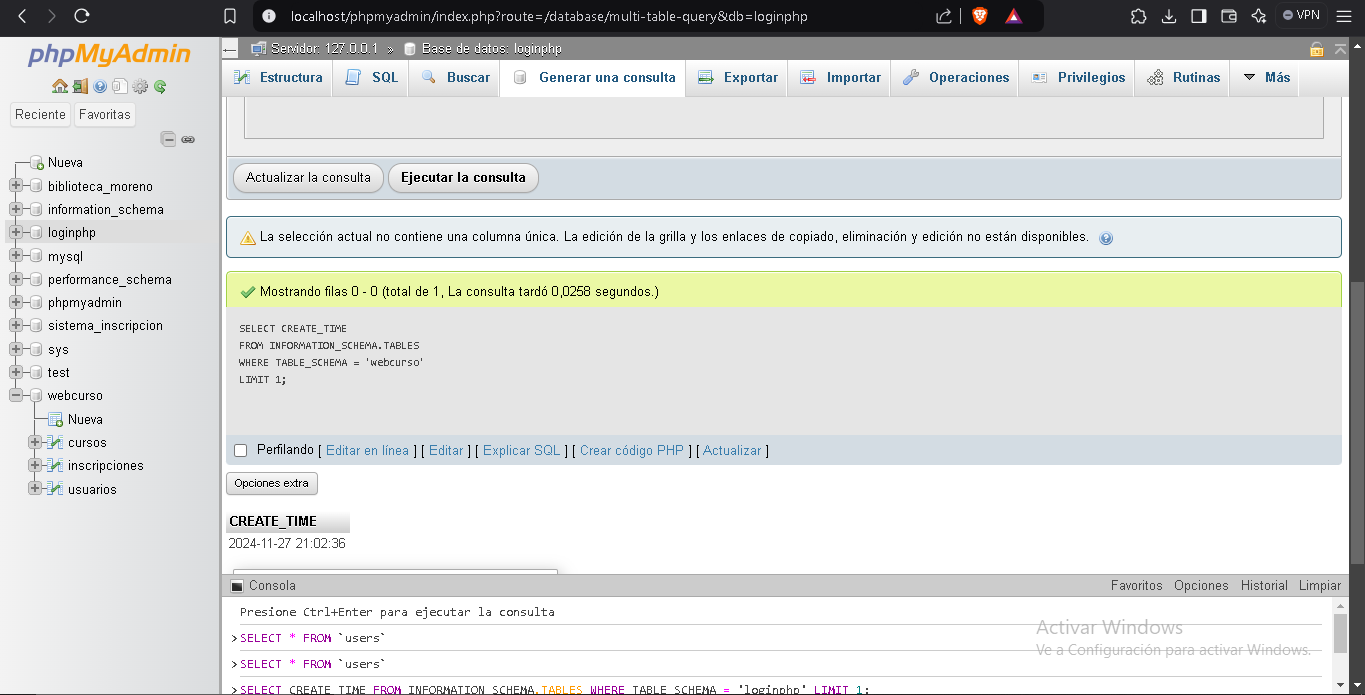 localhost/phpmyadmin/index.php?route=/database/multi-table-query&db=loginphp
VPN
phpMyAdmin
Reciente
Favoritas
Nueva
biblioteca_moreno
information_schema
loginphp
mysql
performance_schema
phpmyadmin
sistema_inscripcion
sys
test
webcurso
Nueva
cursos
inscripciones
usuarios
Servidor: 127.0.0.1 » Base de datos: loginphp
Estructura
SQL
Buscar
Generar una consulta
Exportar
Importar
Operaciones
Privilegios
Rutinas
Más
Actualizar la consulta
Ejecutar la consulta
La selección actual no contiene una columna única. La edición de la grilla y los enlaces de copiado, eliminación y edición no están disponibles.
Mostrando filas 0 - 0 (total de 1, La consulta tardó 0,0258 segundos.)
SELECT CREATE_TIME
FROM INFORMATION_SCHEMA.TABLES
WHERE TABLE_SCHEMA = 'webcurso'
LIMIT 1;
Perfilando [ Editar en línea ] [ Editar ] [ Explicar SQL ] [ Crear código PHP ] [ Actualizar ]
Opciones extra
CREATE_TIME
2024-11-27 21:02:36
Consola
Favoritos
Opciones
Historial
Limpiar
Presione Ctrl+Enter para ejecutar la consulta
>SELECT * FROM `users`
>SELECT * FROM `users`
>SELECT CREATE_TIME FROM INFORMATION_SCHEMA.TABLES WHERE TABLE_SCHEMA = 'loginphp' LIMIT 1;
Activar Windows
Ve a Configuración para activar Windows.